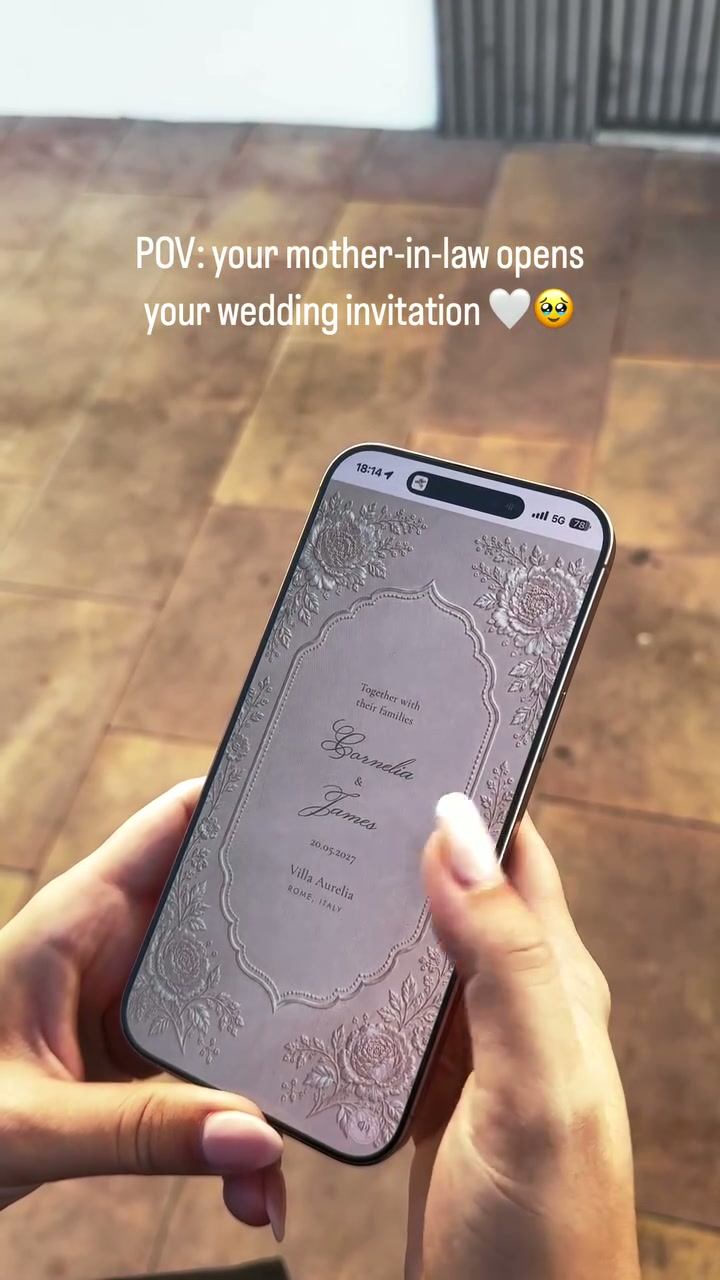 POV: your mother-in-law opens
your wedding invitation 🤍🥹
18:14
5G 78
Together with
their families
Cornelia
&
James
20.05.2027
Villa Aurelia
ROME, ITALY